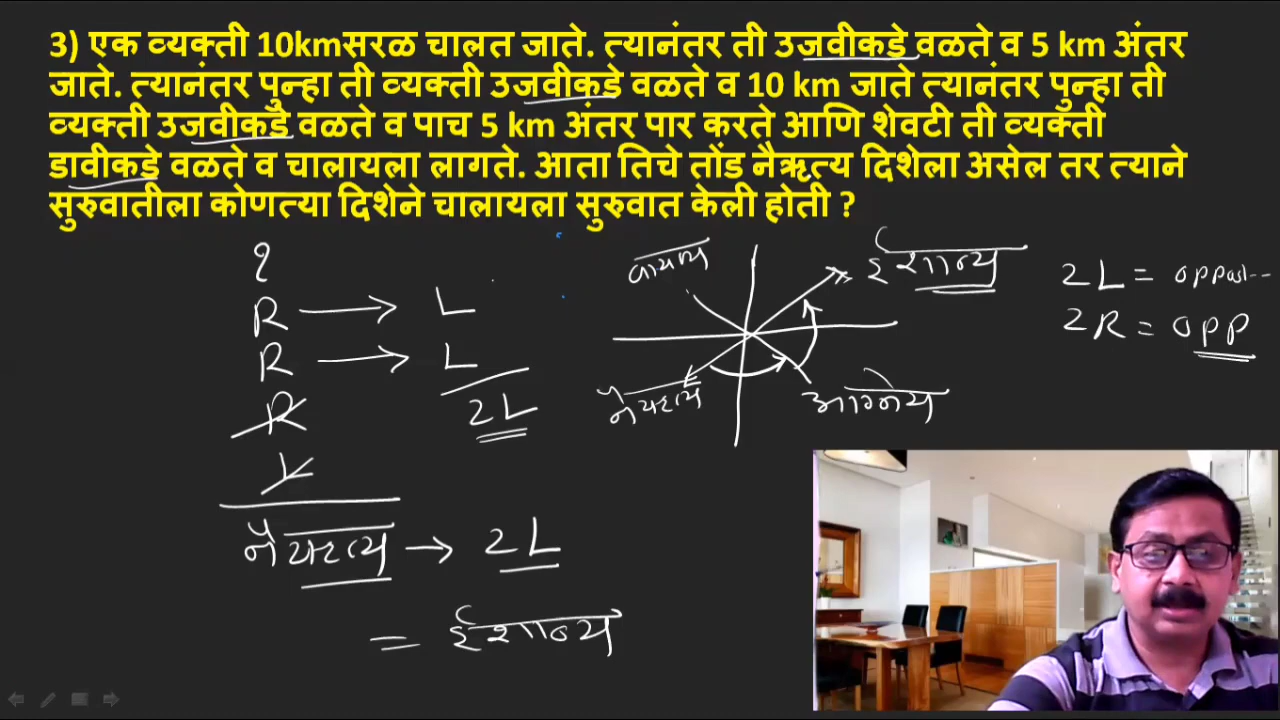 3) एक व्यक्ती 10kmसरळ चालत जाते. त्यानंतर ती उजवीकडे वळते व 5 km अंतर
जाते. त्यानंतर पुन्हा ती व्यक्ती उजवीकडे वळते व 10 km जाते त्यानंतर पुन्हा ती
व्यक्ती उजवीकडे वळते व पाच 5 km अंतर पार करते आणि शेवटी ती व्यक्ती
डावीकडे वळते व चालायला लागते. आता तिचे तोंड नैऋत्य दिशेला असेल तर त्याने
सुरुवातीला कोणत्या दिशेने चालायला सुरुवात केली होती ?
?
R → L
R → L
R 2L
L
नैऋत्य → 2L
= ईशान्य
वायव्य ईशान्य
नैऋत्य आग्नेय
2L =
2R = opp